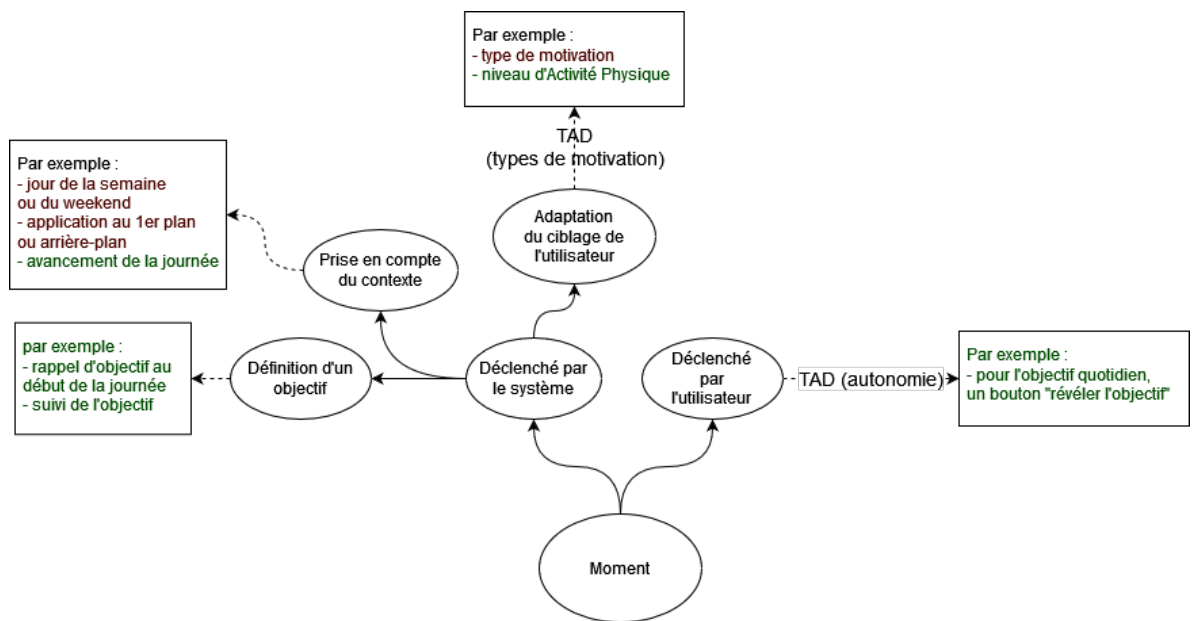 Par exemple :
- type de motivation
- niveau d'Activité Physique
TAD
(types de motivation)
Par exemple :
- jour de la semaine
ou du weekend
- application au 1er plan
ou arrière-plan
- avancement de la journée
Adaptation
du ciblage de
l'utilisateur
Prise en compte
du contexte
par exemple :
- rappel d'objectif au
début de la journée
- suivi de l'objectif
Définition d'un
objectif
Déclenché par
le système
Déclenché
par
l'utilisateur
TAD (autonomie)
Par exemple :
- pour l'objectif quotidien,
un bouton "révéler l'objectif"
Moment